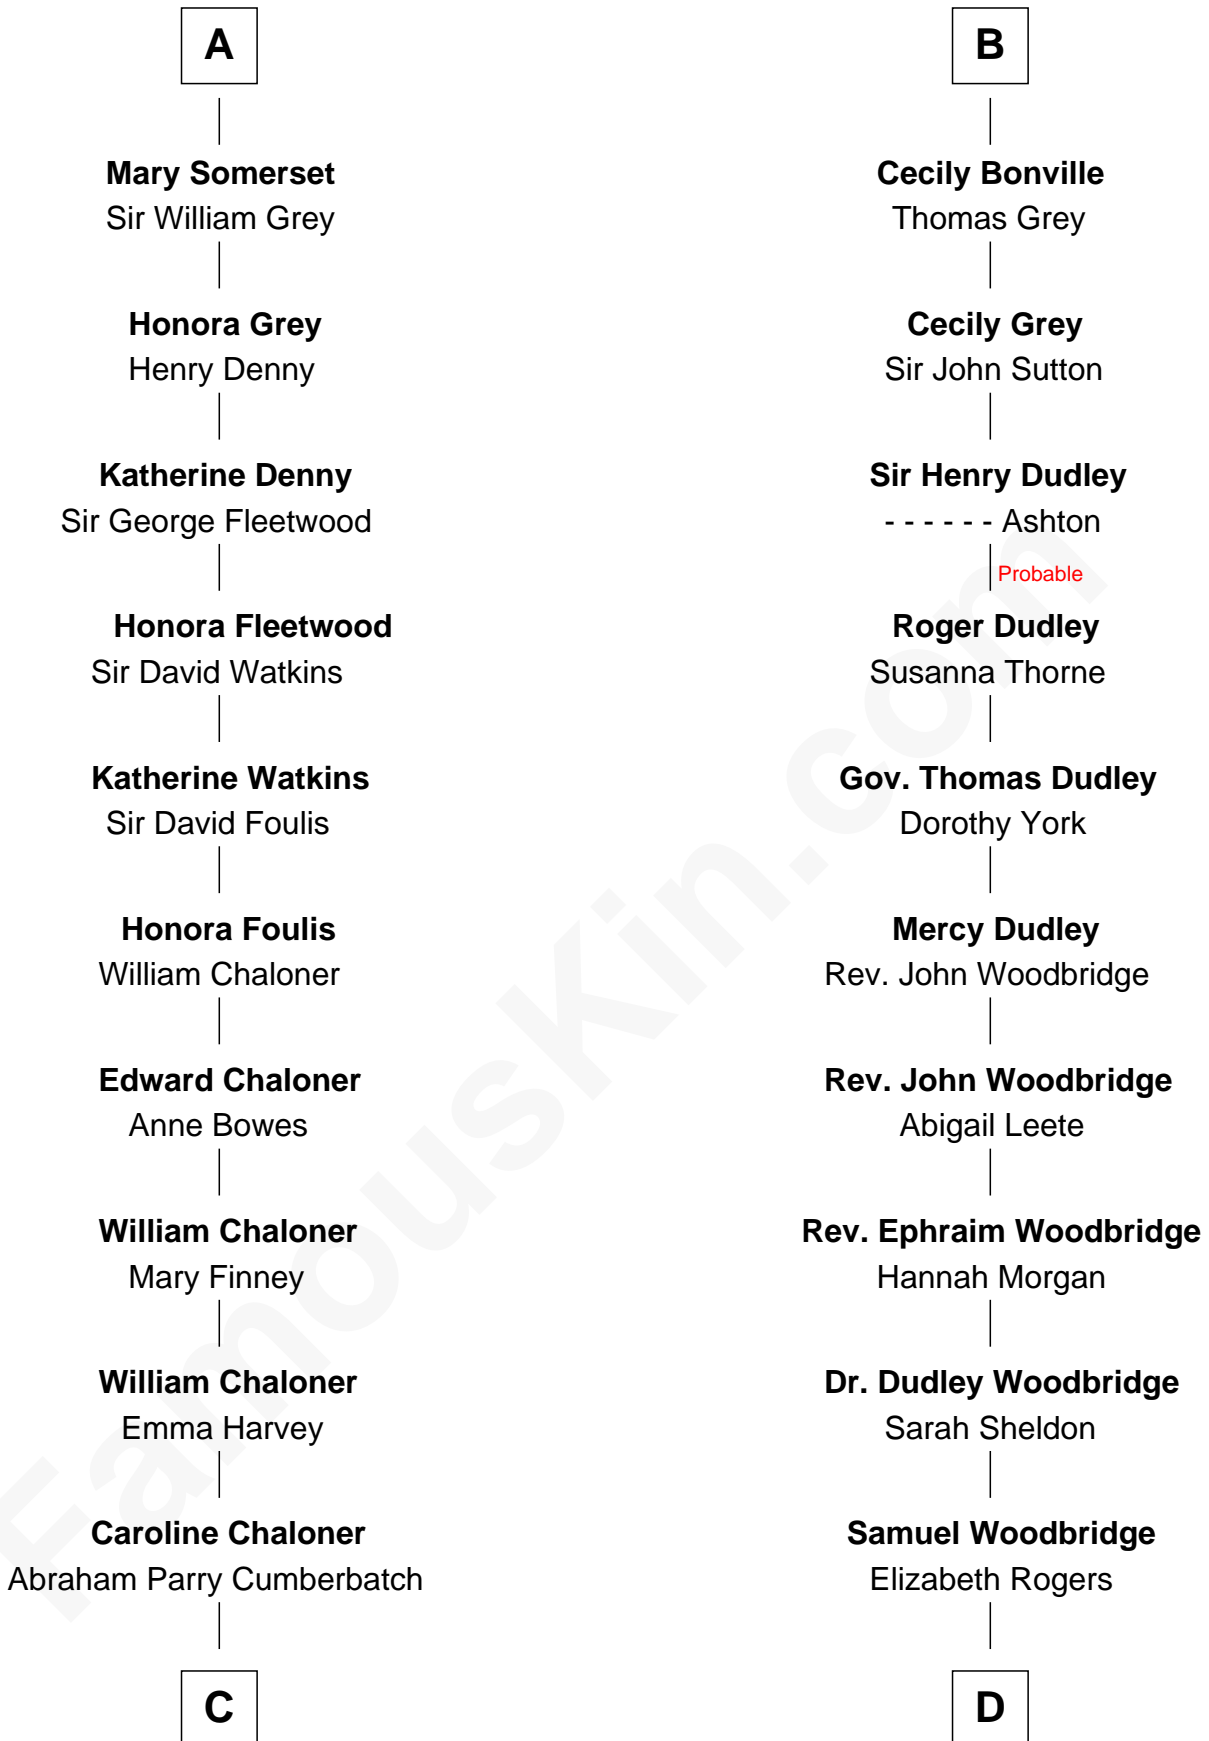 A
Mary Somerset
Sir William Grey
Honora Grey
Henry Denny
Katherine Denny
Sir George Fleetwood
Honora Fleetwood
Sir David Watkins
Katherine Watkins
Sir David Foulis
Honora Foulis
William Chaloner
Edward Chaloner
Anne Bowes
William Chaloner
Mary Finney
William Chaloner
Emma Harvey
Caroline Chaloner
Abraham Parry Cumberbatch
C
B
Cecily Bonville
Thomas Grey
Cecily Grey
Sir John Sutton
Sir Henry Dudley
- - - - - - Ashton
Probable
Roger Dudley
Susanna Thorne
Gov. Thomas Dudley
Dorothy York
Mercy Dudley
Rev. John Woodbridge
Rev. John Woodbridge
Abigail Leete
Rev. Ephraim Woodbridge
Hannah Morgan
Dr. Dudley Woodbridge
Sarah Sheldon
Samuel Woodbridge
Elizabeth Rogers
D
FamousKin.com